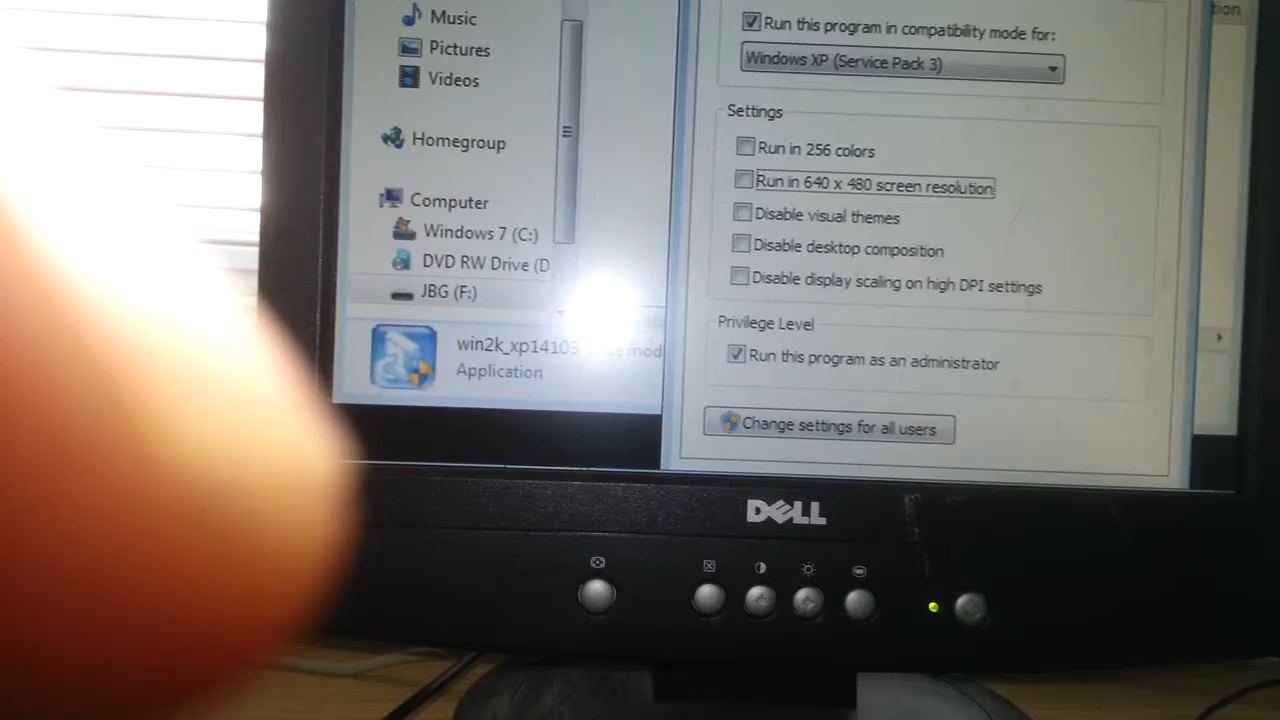 Music
Pictures
Videos
Homegroup
Computer
Windows 7 (C:)
DVD RW Drive (D
JBG (F:)
win2k_xp14103
mod
Application
Run this program in compatibility mode for:
Windows XP (Service Pack 3)
Settings
Run in 256 colors
Run in 640 x 480 screen resolution
Disable visual themes
Disable desktop composition
Disable display scaling on high DPI settings
Privilege Level
Run this program as an administrator
Change settings for all users
DELL